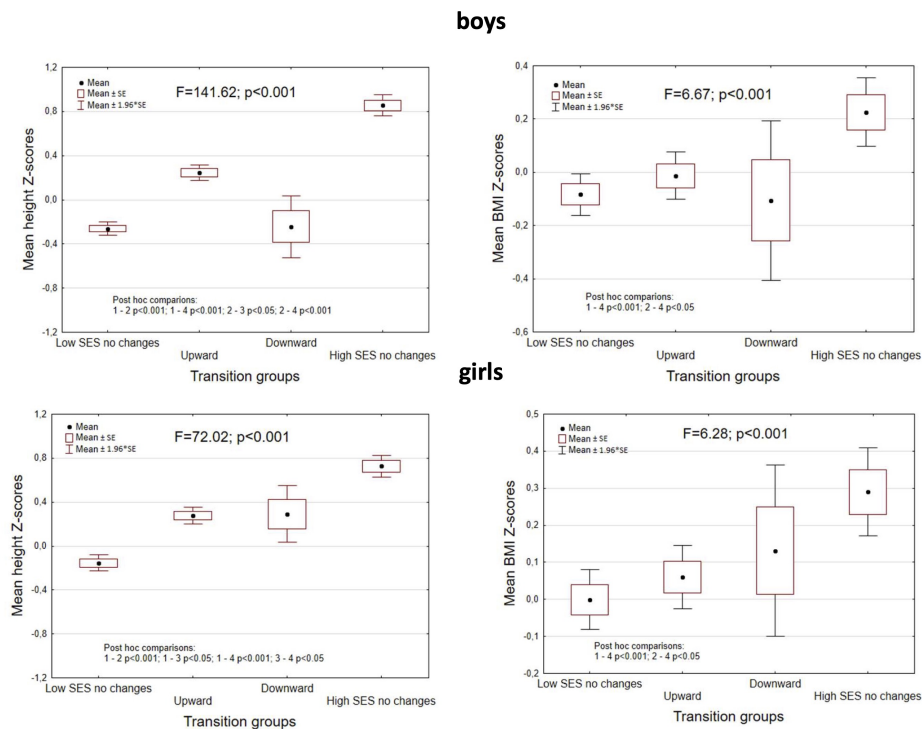 boys
Mean height Z-scores
1,2
0,8
0,4
0,0
-0,4
-0,8
-1,2
Mean
Mean ± SE
Mean ± 1.96*SE
F=141.62; p<0.001
Post hoc comparions:
1 - 2 p<0.001; 1 - 4 p<0.001; 2 - 3 p<0.05; 2 - 4 p<0.001
Low SES no changes
Upward
Downward
High SES no changes
Transition groups
Mean BMI Z-scores
0,4
0,2
0,0
-0,2
-0,4
-0,6
Mean
Mean ± SE
Mean ± 1.96*SE
F=6.67; p<0.001
Post hoc comparions:
1 - 4 p<0.001; 2 - 4 p<0.05
Low SES no changes
Upward
Downward
High SES no changes
Transition groups
girls
Mean height Z-scores
1,2
0,8
0,4
0,0
-0,4
-0,8
-1,2
Mean
Mean ± SE
Mean ± 1.96*SE
F=72.02; p<0.001
Post hoc comparisons:
1 - 2 p<0.001; 1 - 3 p<0.05; 1 - 4 p<0.001; 3 - 4 p<0.05
Low SES no changes
Upward
Downward
High SES no changes
Transition groups
Mean BMI Z-scores
0,5
0,4
0,3
0,2
0,1
0,0
-0,1
-0,2
Mean
Mean ± SE
Mean ± 1.96*SE
F=6.28; p<0.001
Post hoc comparisons:
1 - 4 p<0.001; 2 - 4 p<0.05
Low SES no changes
Upward
Downward
High SES no changes
Transition groups